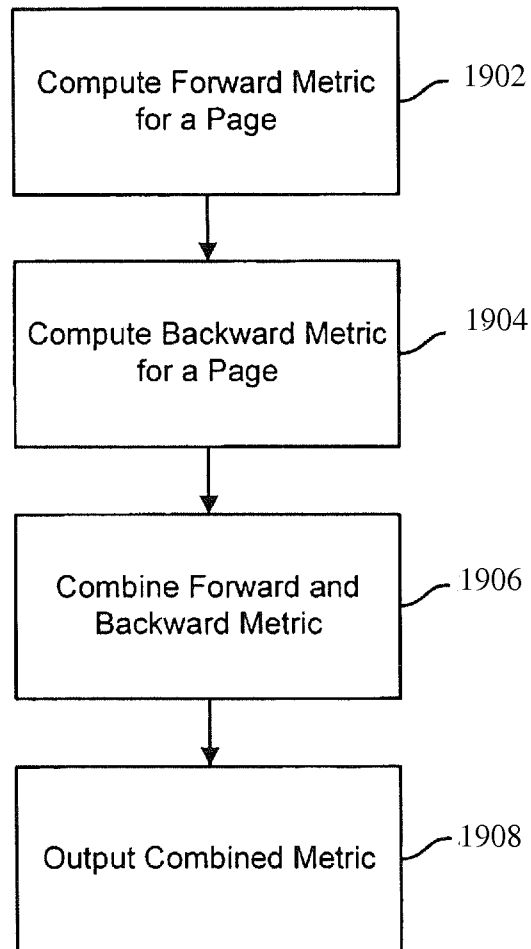 Compute Forward Metric
for a Page
1902
Compute Backward Metric
for a Page
1904
Combine Forward and
Backward Metric
1906
Output Combined Metric
1908